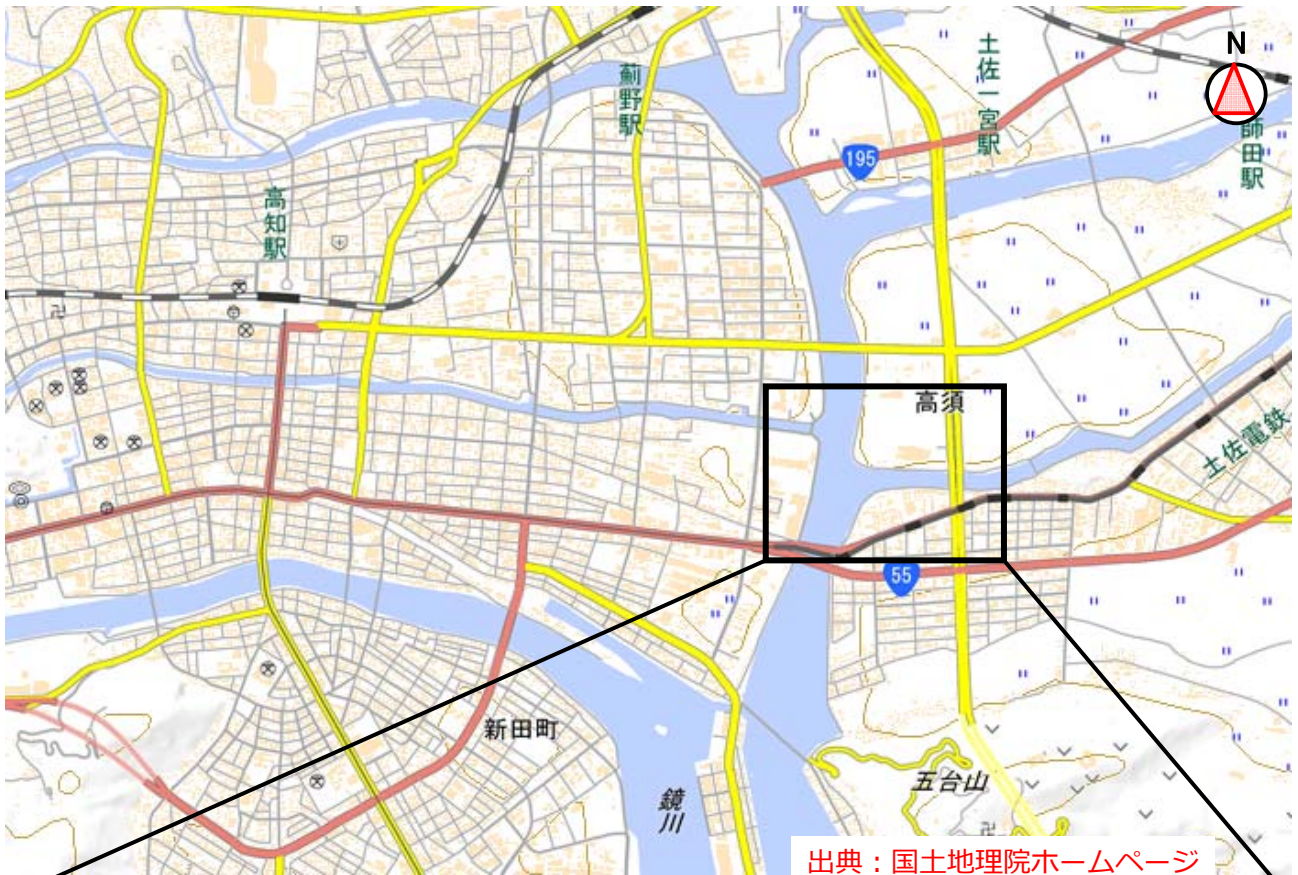 N
土佐一宮駅
薊野駅
師田駅
195
高知駅
高須
土佐電鉄
55
新田町
鏡川
五台山
出典：国土地理院ホームページ